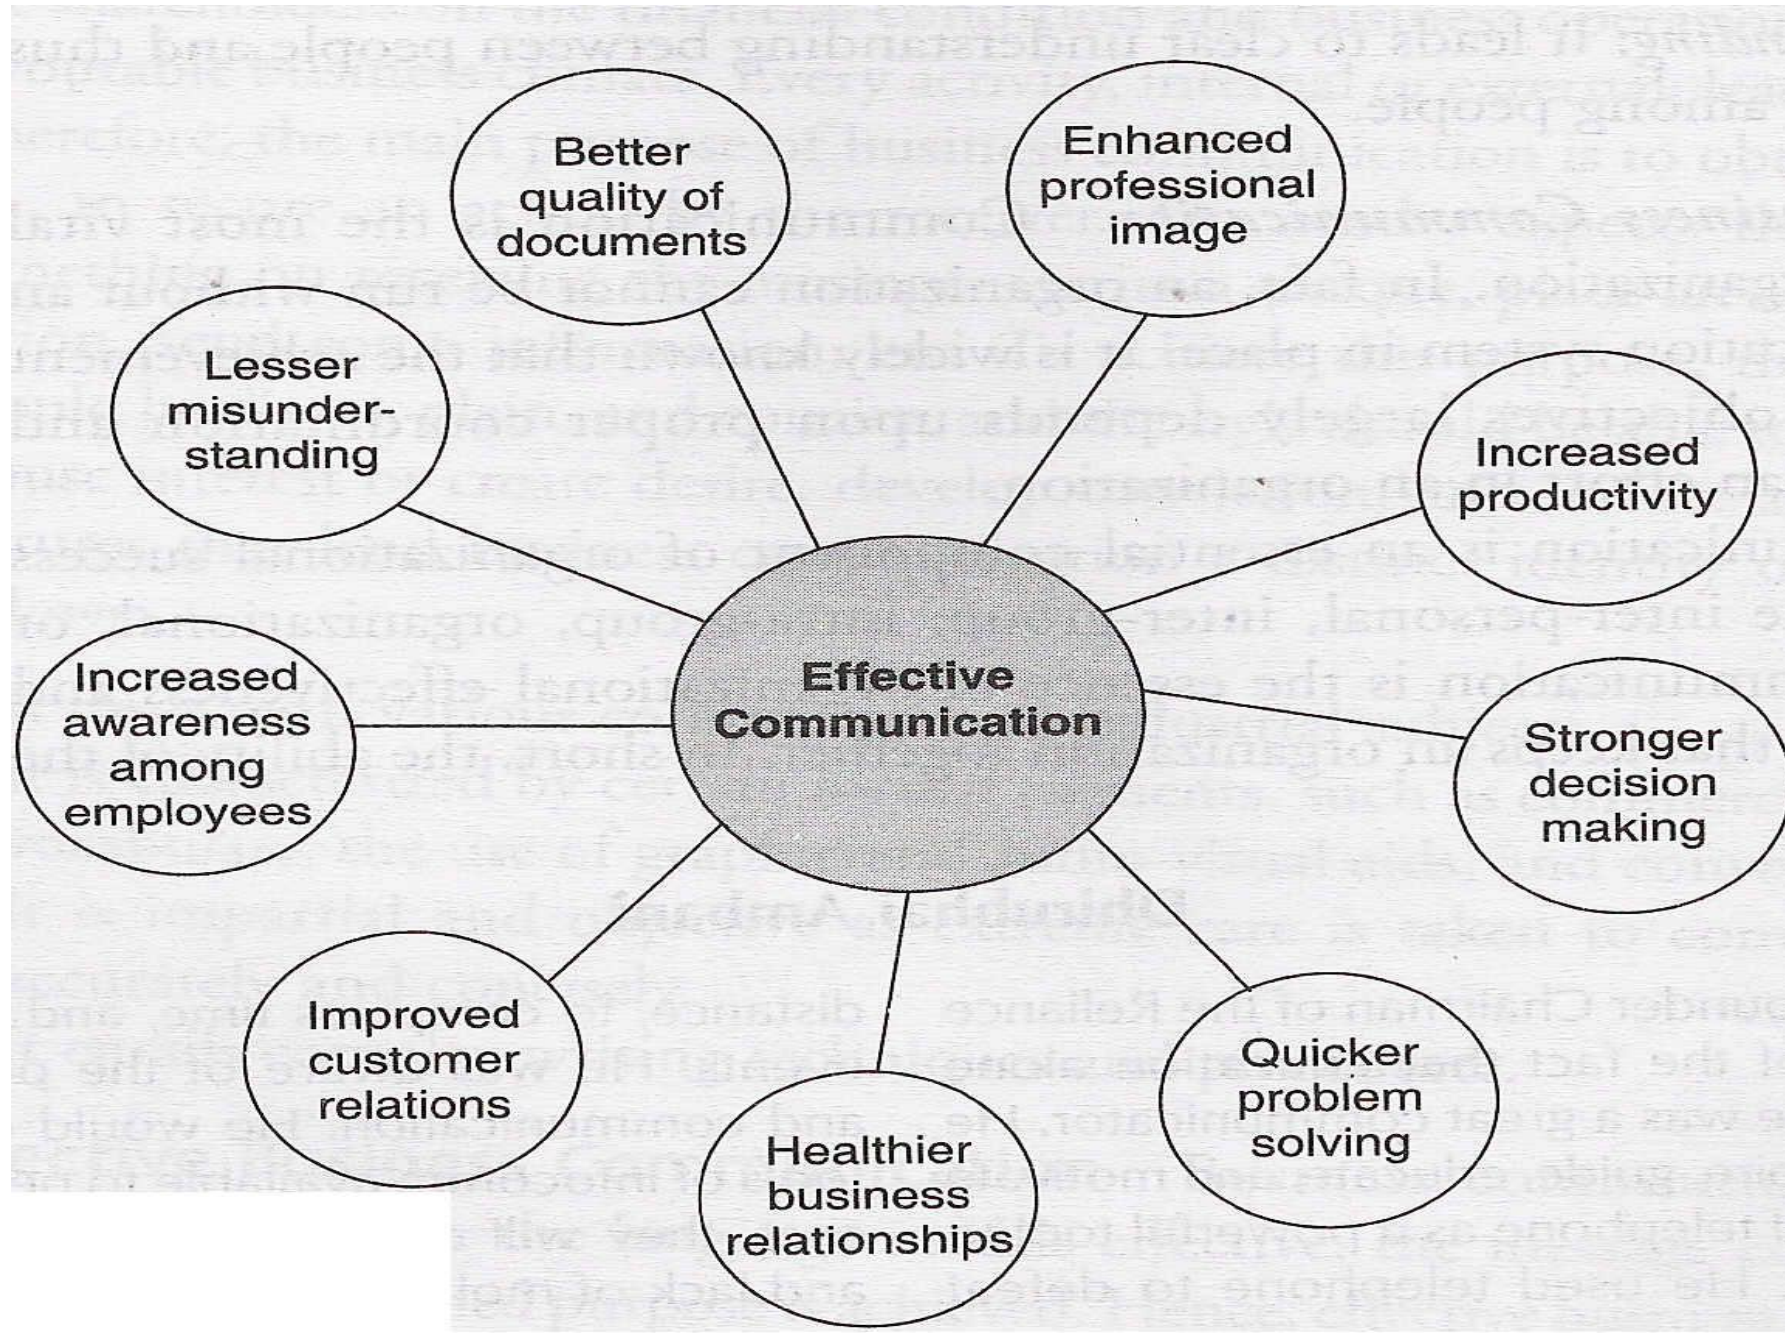 Better
quality of
documents
Enhanced
professional
image
Lesser
misunder-
standing
Increased
productivity
Effective
Communication
Increased
awareness
among
employees
Stronger
decision
making
Improved
customer
relations
Healthier
business
relationships
Quicker
problem
solving